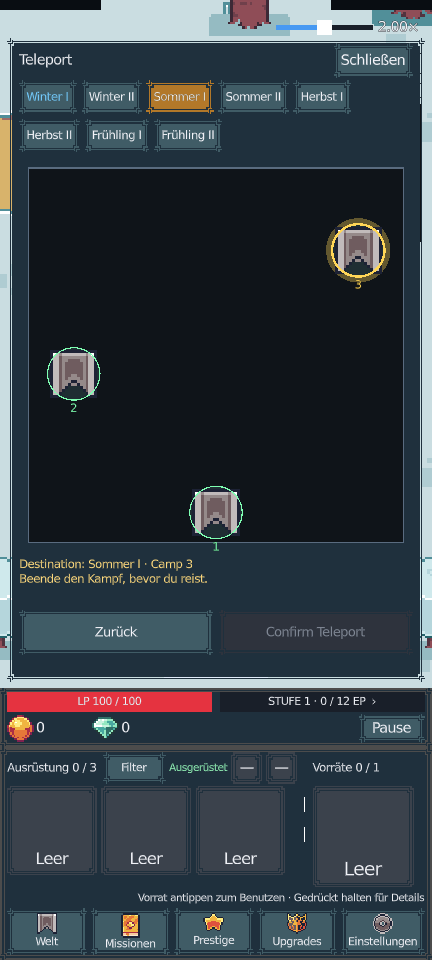 2.00×
Teleport
Schließen
Winter I
Winter II
Sommer I
Sommer II
Herbst I
Herbst II
Frühling I
Frühling II
3
2
1
Destination: Sommer I · Camp 3
Beende den Kampf, bevor du reist.
Zurück
Confirm Teleport
LP 100 / 100
STUFE 1 · 0 / 12 EP ›
0
0
Pause
Ausrüstung 0 / 3
Filter
Ausgerüstet
—
—
Vorräte 0 / 1
Leer
Leer
Leer
Leer
Vorrat antippen zum Benutzen · Gedrückt halten für Details
Welt
Missionen
Prestige
Upgrades
Einstellungen